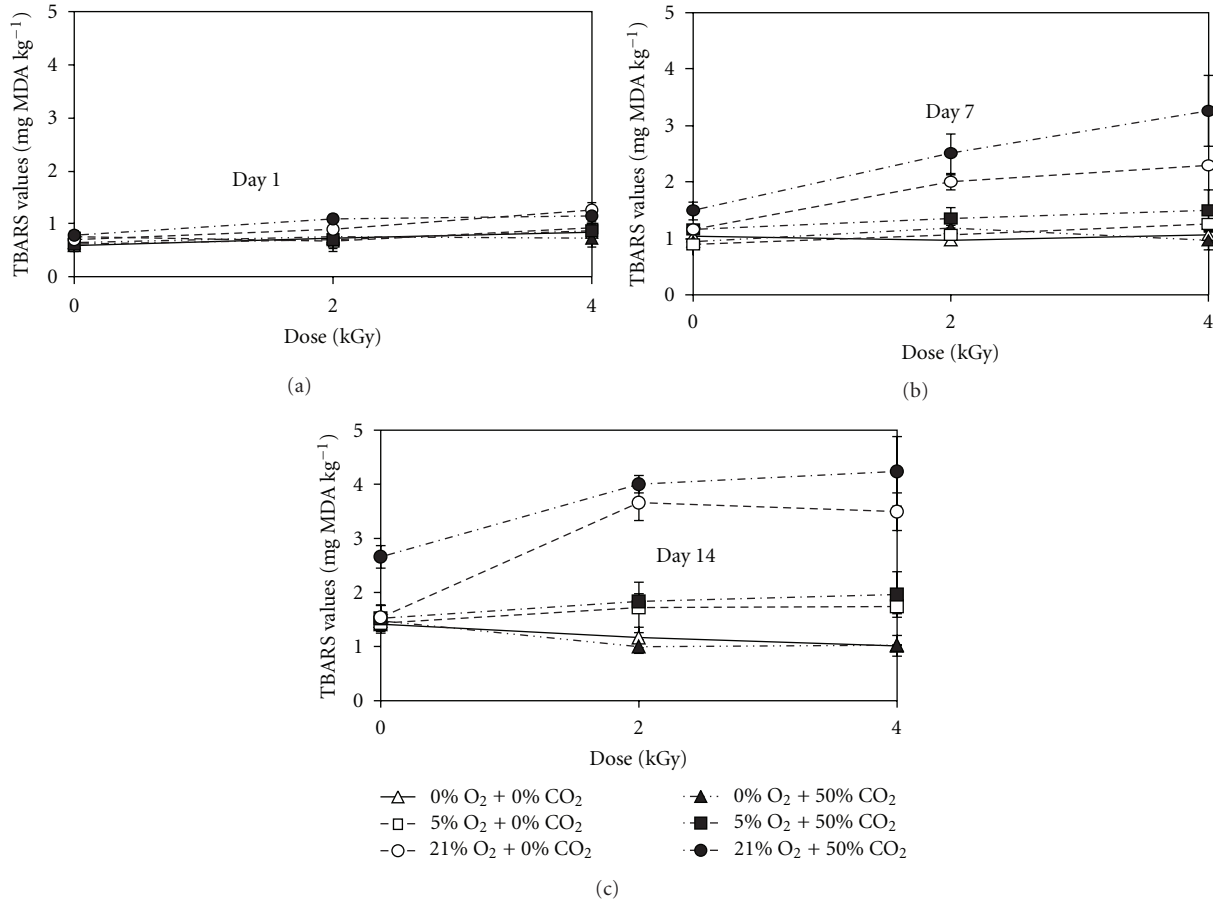 5
4
3
2
1
0
TBARS values (mg MDA kg⁻¹)
Day 1
0 2 4
Dose (kGy)
(a)
5
4
3
2
1
0
TBARS values (mg MDA kg⁻¹)
Day 7
0 2 4
Dose (kGy)
(b)
5
4
3
2
1
0
TBARS values (mg MDA kg⁻¹)
Day 14
0 2 4
Dose (kGy)
0% O₂ + 0% CO₂
5% O₂ + 0% CO₂
21% O₂ + 0% CO₂
0% O₂ + 50% CO₂
5% O₂ + 50% CO₂
21% O₂ + 50% CO₂
(c)